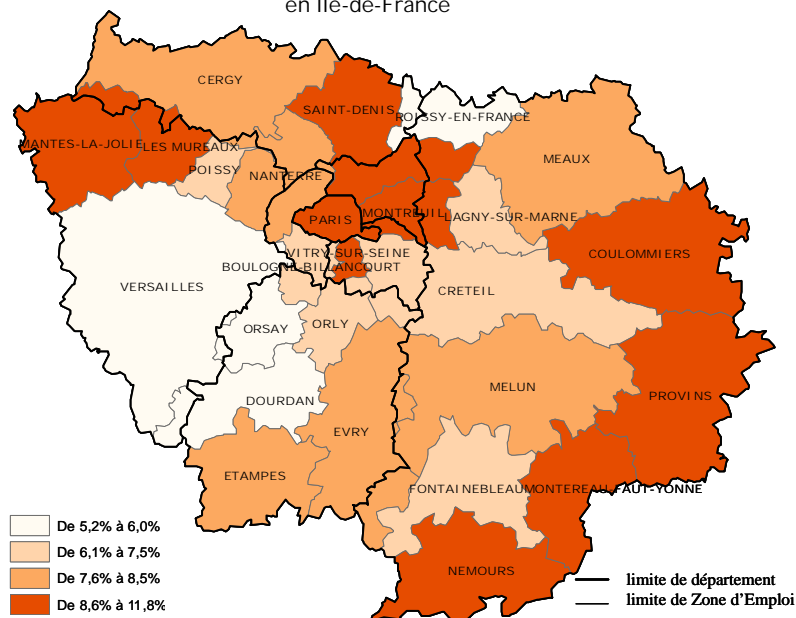 en Ile-de-France
CERGY
SAINT-DENIS
ROISSY-EN-FRANCE
MANTES-LA-JOLIE
LES MUREAUX
POISSY
NANTERRE
MEAUX
PARIS
MONTREUIL
LAGNY-SUR-MARNE
COULOMMIERS
VITRY-SUR-SEINE
BOULOGNE-BILLANCOURT
VERSAILLES
CRETEIL
ORSAY
ORLY
DOURDAN
MELUN
PROVINS
EVRY
ETAMPES
FONTAINEBLEAU
MONTEREAU-FAUT-YONNE
NEMOURS
De 5,2% à 6,0%
De 6,1% à 7,5%
De 7,6% à 8,5%
De 8,6% à 11,8%
limite de département
limite de Zone d'Emploi